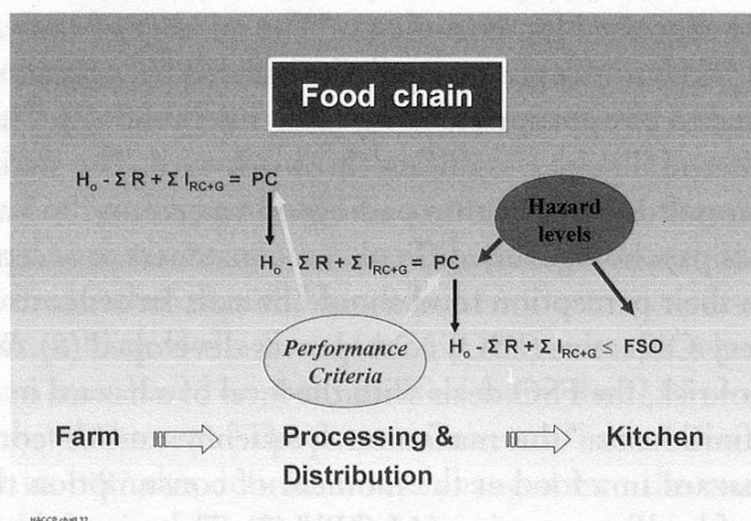 Food chain
H₀ - Σ R + Σ I_RC+G = PC
Hazard
levels
H₀ - Σ R + Σ I_RC+G = PC
Performance
Criteria
H₀ - Σ R + Σ I_RC+G ≤ FSO
Farm
Processing &
Distribution
Kitchen